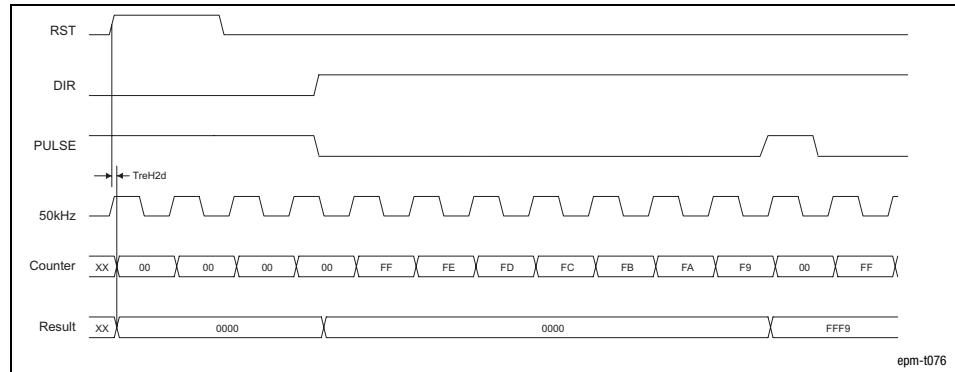 RST
DIR
PULSE
TreH2d
50kHz
Counter XX 00 00 00 00 FF FE FD FC FB FA F9 00 FF
Result XX 0000 0000 FFF9
epm-t076